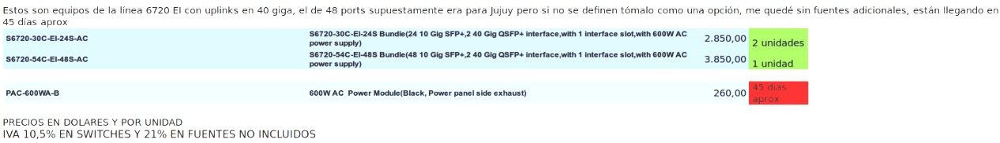 Estos son equipos de la línea 6720 EI con uplinks en 40 giga, el de 48 ports supuestamente era para Jujuy pero si no se definen tómalo como una opción, me quedé sin fuentes adicionales, están llegando en
45 días aprox
S6720-30C-EI-24S-AC S6720-30C-EI-24S Bundle(24 10 Gig SFP+,2 40 Gig QSFP+ interface,with 1 interface slot,with 600W AC 2.850,00 2 unidades
power supply)
S6720-54C-EI-48S-AC S6720-54C-EI-48S Bundle(48 10 Gig SFP+,2 40 Gig QSFP+ interface,with 1 interface slot,with 600W AC 3.850,00 1 unidad
power supply)
PAC-600WA-B 600W AC Power Module(Black, Power panel side exhaust) 260,00 45 días
aprox
PRECIOS EN DOLARES Y POR UNIDAD
IVA 10,5% EN SWITCHES Y 21% EN FUENTES NO INCLUIDOS